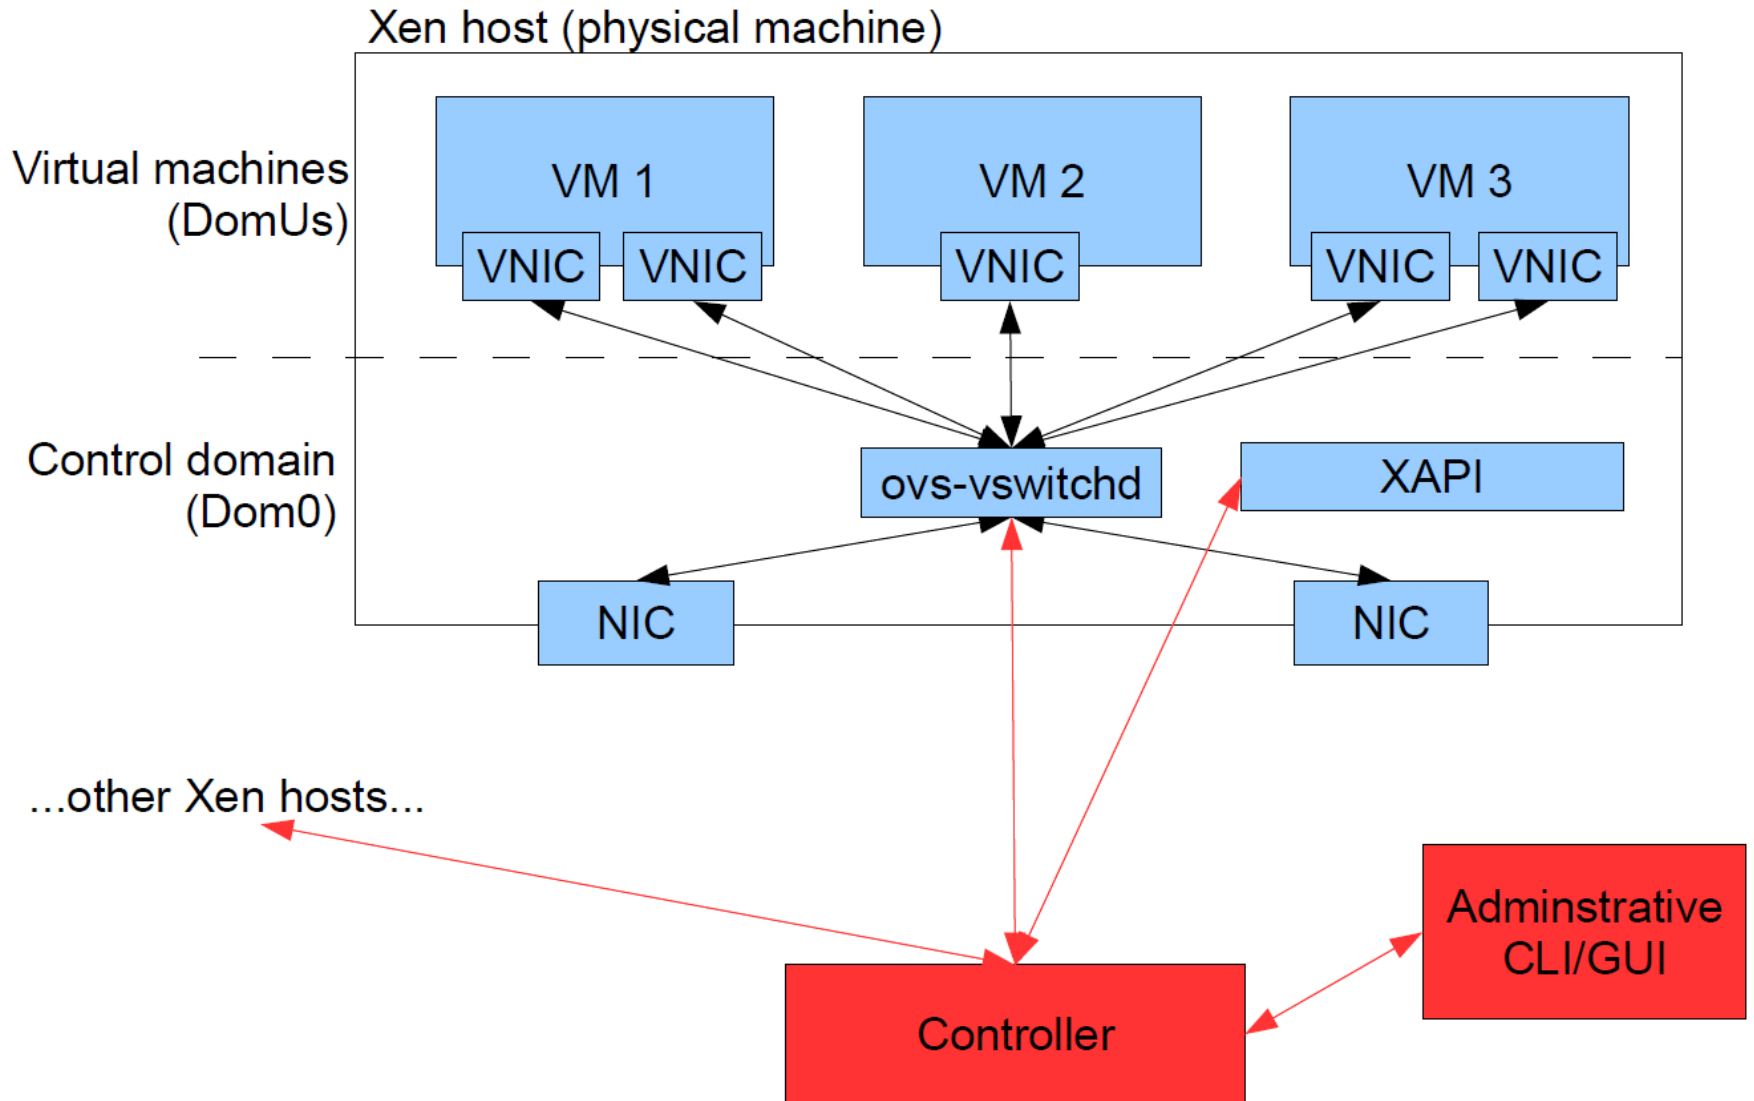 Xen host (physical machine)
Virtual machines
(DomUs)
VM 1
VM 2
VM 3
VNIC
VNIC
VNIC
VNIC
VNIC
Control domain
(Dom0)
ovs-vswitchd
XAPI
NIC
NIC
...other Xen hosts...
Adminstrative
CLI/GUI
Controller